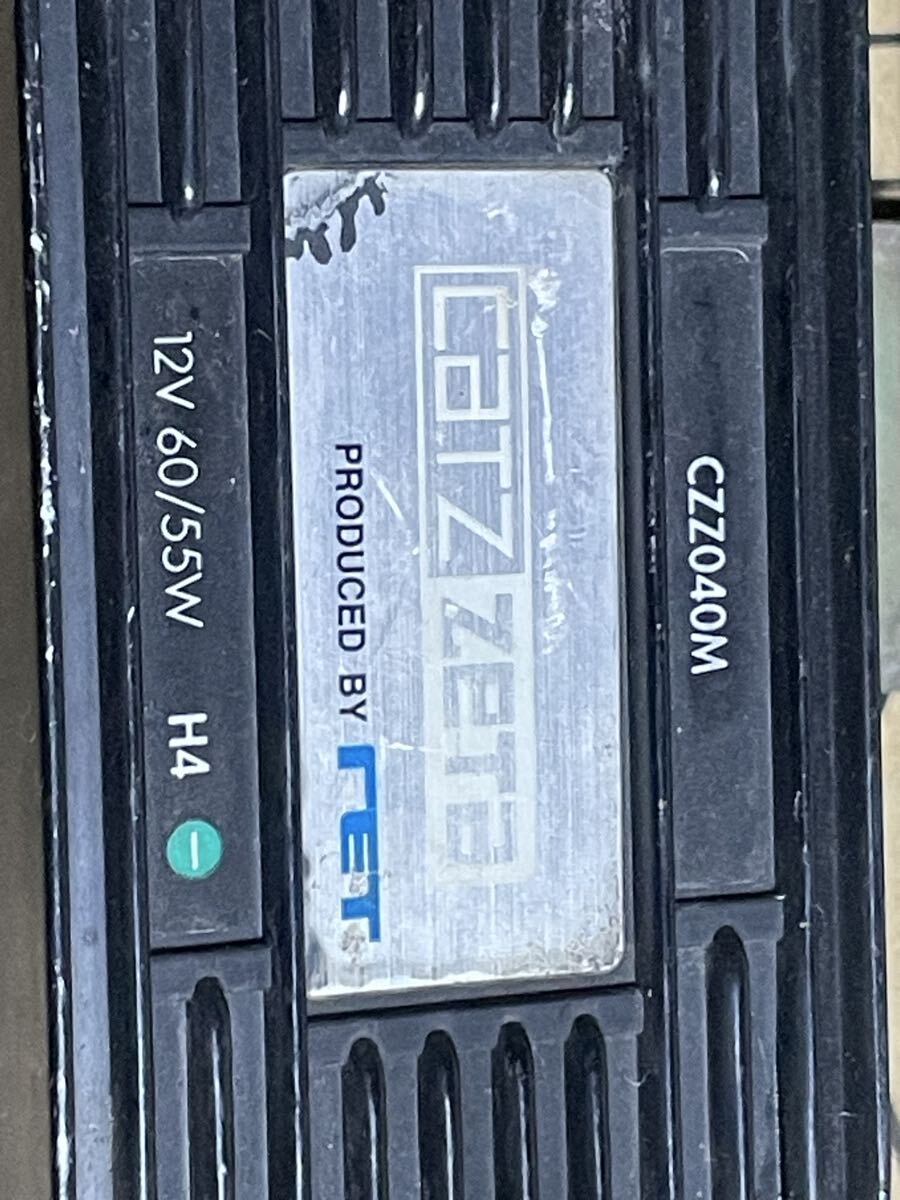 CZZ040M
CATZ ZETA
PRODUCED BY FET
12V 60/55W H4